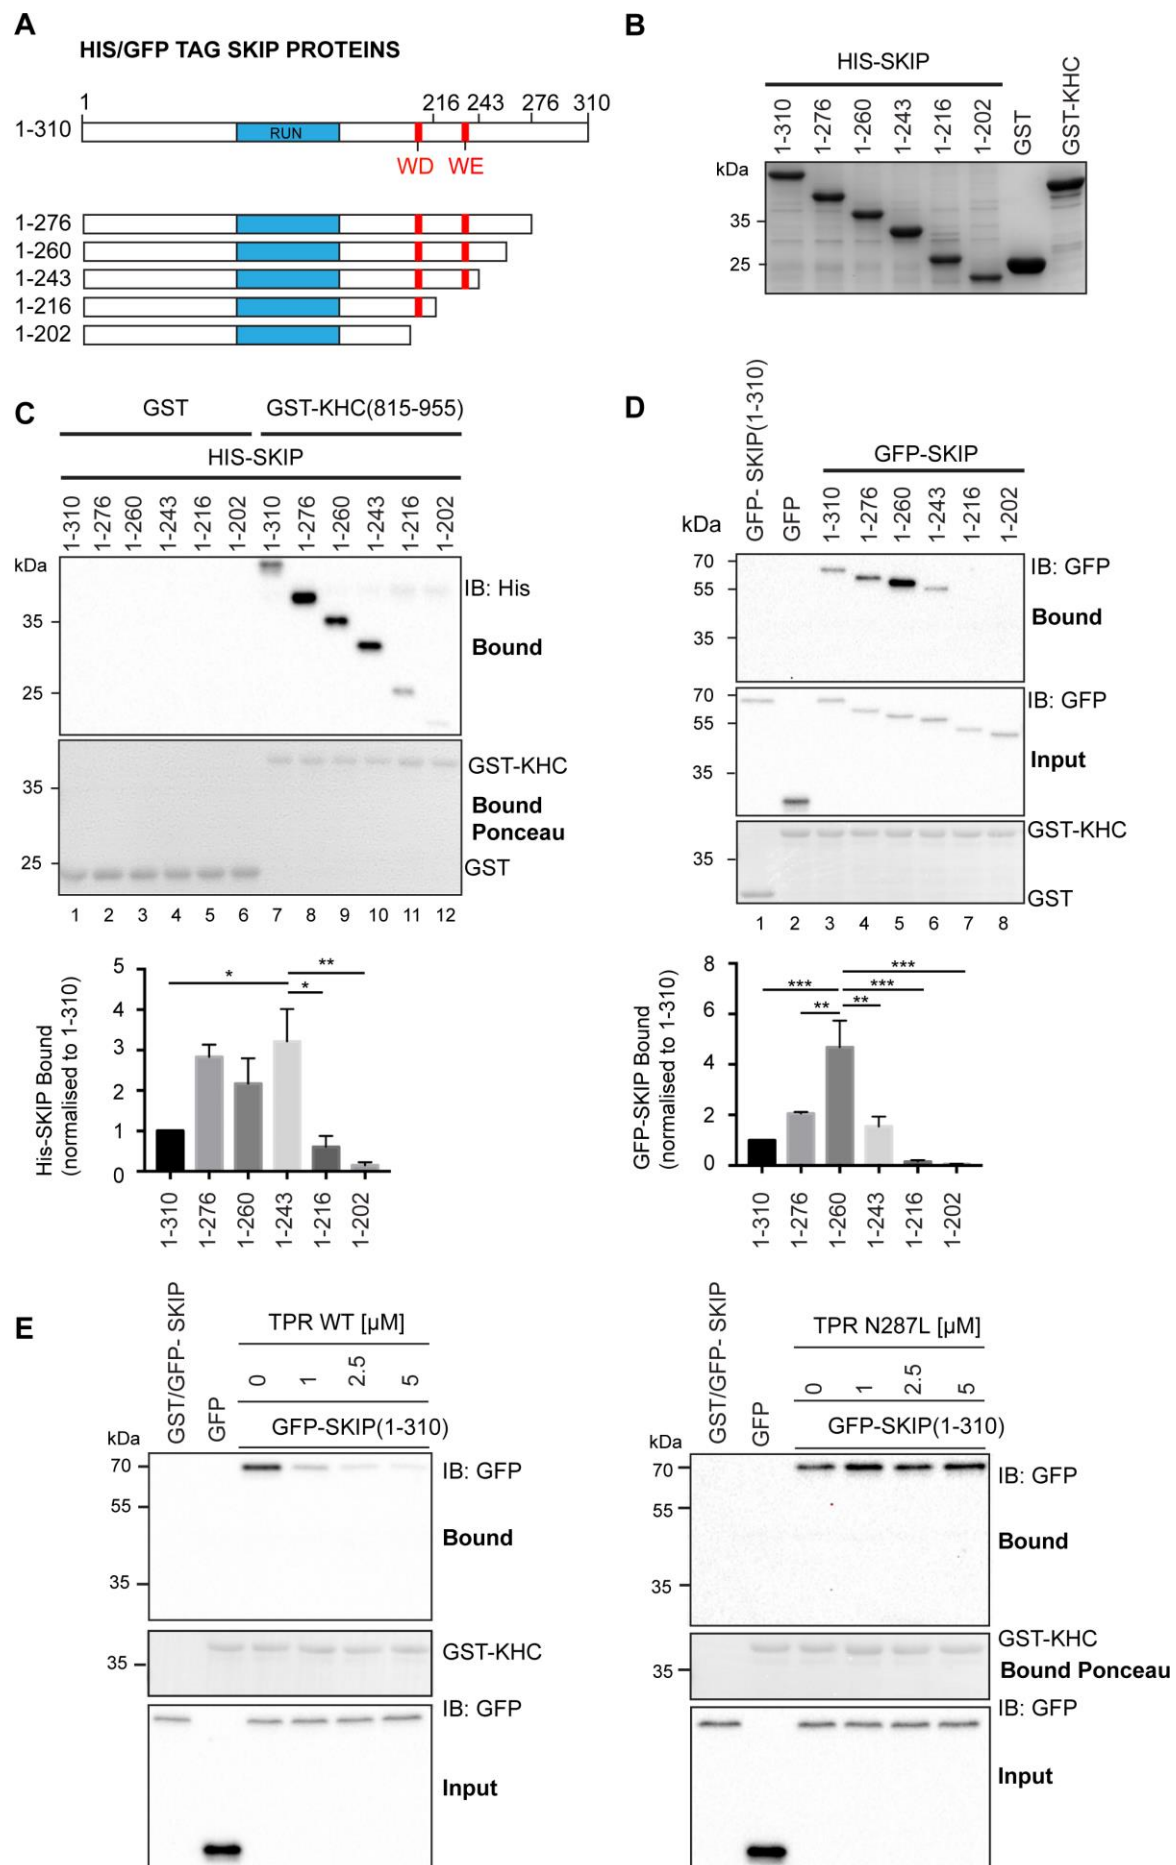 A
HIS/GFP TAG SKIP PROTEINS
1 216 243 276 310
1-310 RUN
WD WE
1-276
1-260
1-243
1-216
1-202
B
HIS-SKIP
1-310 1-276 1-260 1-243 1-216 1-202 GST GST-KHC
kDa
35
25
C
GST GST-KHC(815-955)
HIS-SKIP
1-310 1-276 1-260 1-243 1-216 1-202 1-310 1-276 1-260 1-243 1-216 1-202
kDa
IB: His
35
Bound
25
GST-KHC
35
Bound
Ponceau
25
GST
1 2 3 4 5 6 7 8 9 10 11 12
His-SKIP Bound
(normalised to 1-310)
5
4
3
2
1
0
* * **
1-310 1-276 1-260 1-243 1-216 1-202
D
GFP- SKIP(1-310) GFP
GFP-SKIP
1-310 1-276 1-260 1-243 1-216 1-202
kDa
70
IB: GFP
55
Bound
35
70
IB: GFP
55
Input
35
GST-KHC
35
GST
1 2 3 4 5 6 7 8
GFP-SKIP Bound
(normalised to 1-310)
8
6
4
2
0
*** ** *** *** **
1-310 1-276 1-260 1-243 1-216 1-202
E
GST/GFP- SKIP GFP
TPR WT [µM]
0 1 2.5 5
GFP-SKIP(1-310)
kDa
70
IB: GFP
55
Bound
35
GST-KHC
35
IB: GFP
Input
GST/GFP- SKIP GFP
TPR N287L [µM]
0 1 2.5 5
GFP-SKIP(1-310)
kDa
70
IB: GFP
55
Bound
35
GST-KHC
35
Bound Ponceau
IB: GFP
Input